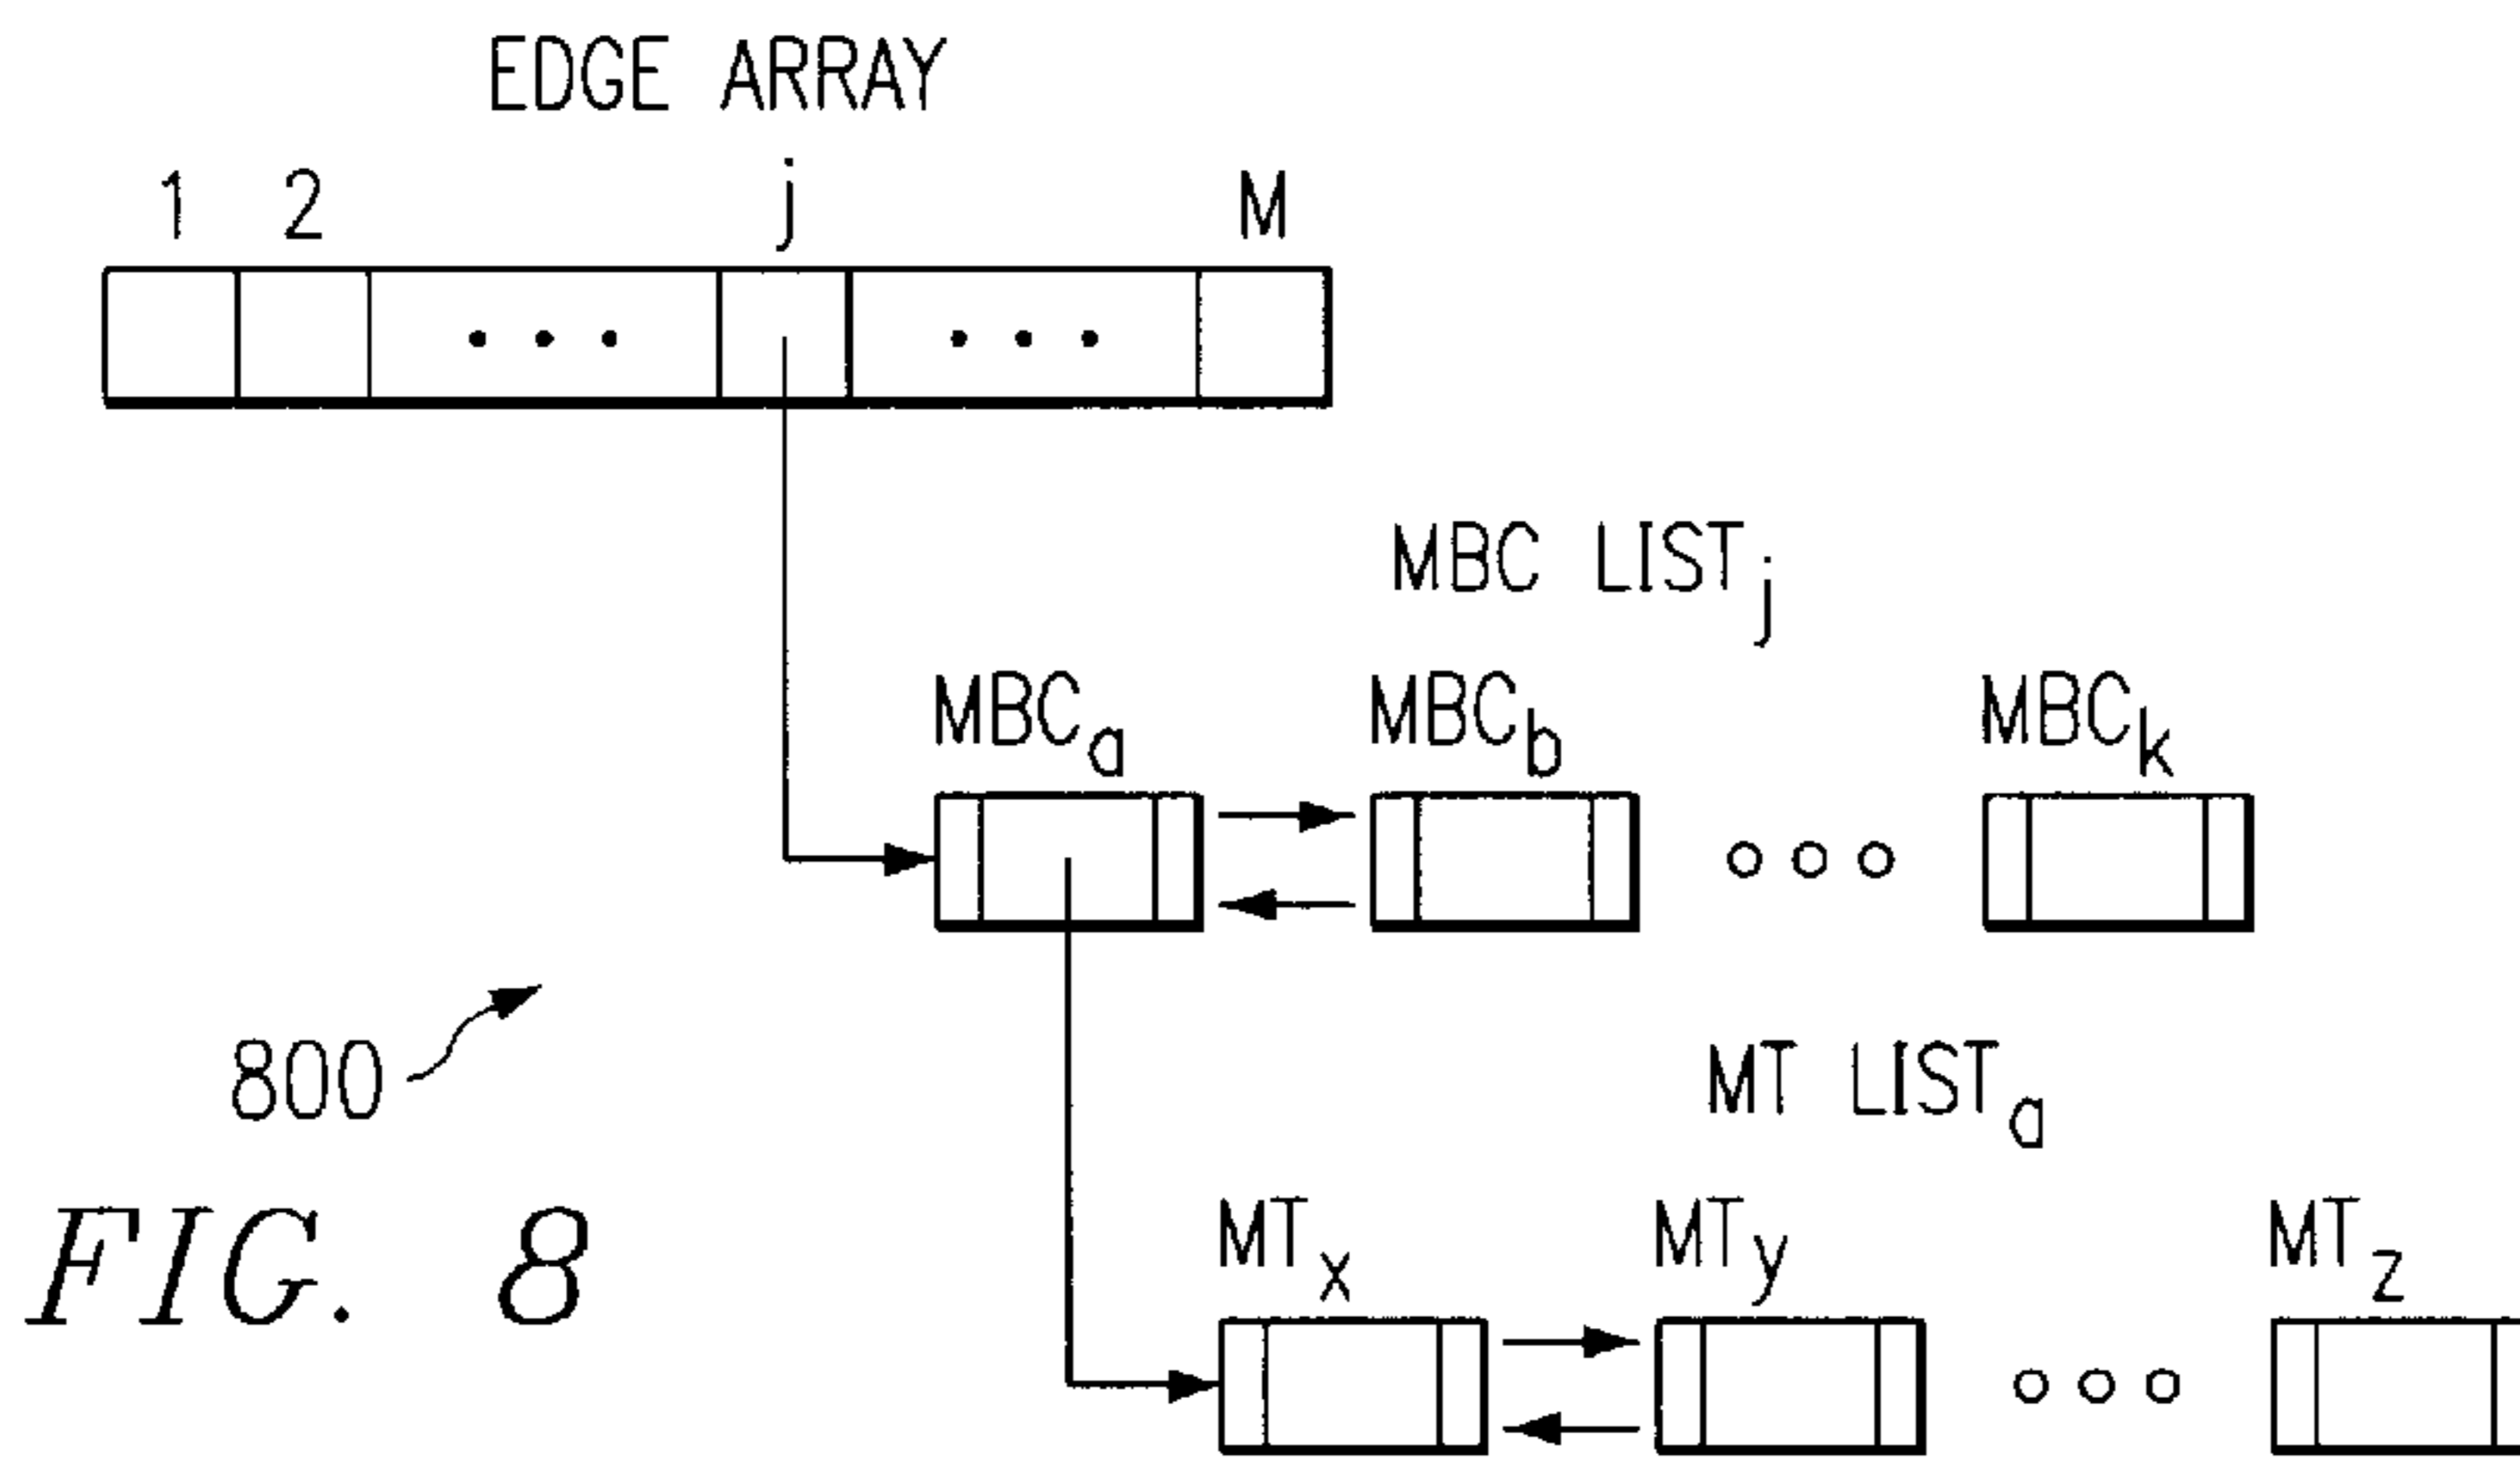 EDGE ARRAY
1 2 j M
MBC LISTj
MBCa MBCb MBCk
800
MT LISTa
MTx MTy MTz
FIG. 8